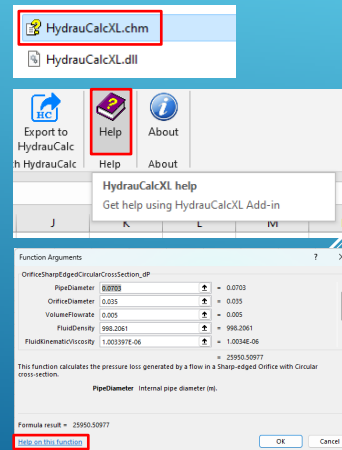 HydrauCalcXL.chm
HydrauCalcXL.dll
HC
Export to
HydrauCalc
Help
About
h HydrauCalc
Help
About
HydrauCalcXL help
Get help using HydrauCalcXL Add-in
J K L M
Function Arguments ? X
OrificeSharpEdgedCircularCrossSection_dP
PipeDiameter 0.0703 = 0.0703
OrificeDiameter 0.035 = 0.035
VolumeFlowrate 0.005 = 0.005
FluidDensity 998.2061 = 998.2061
FluidKinematicViscosity 1.003397E-06 = 1.0034E-06
= 25950.50977
This function calculates the pressure loss generated by a flow in a Sharp-edged Orifice with Circular
cross-section.
PipeDiameter Internal pipe diameter (m).
Formula result = 25950.50977
Help on this function
OK
Cancel